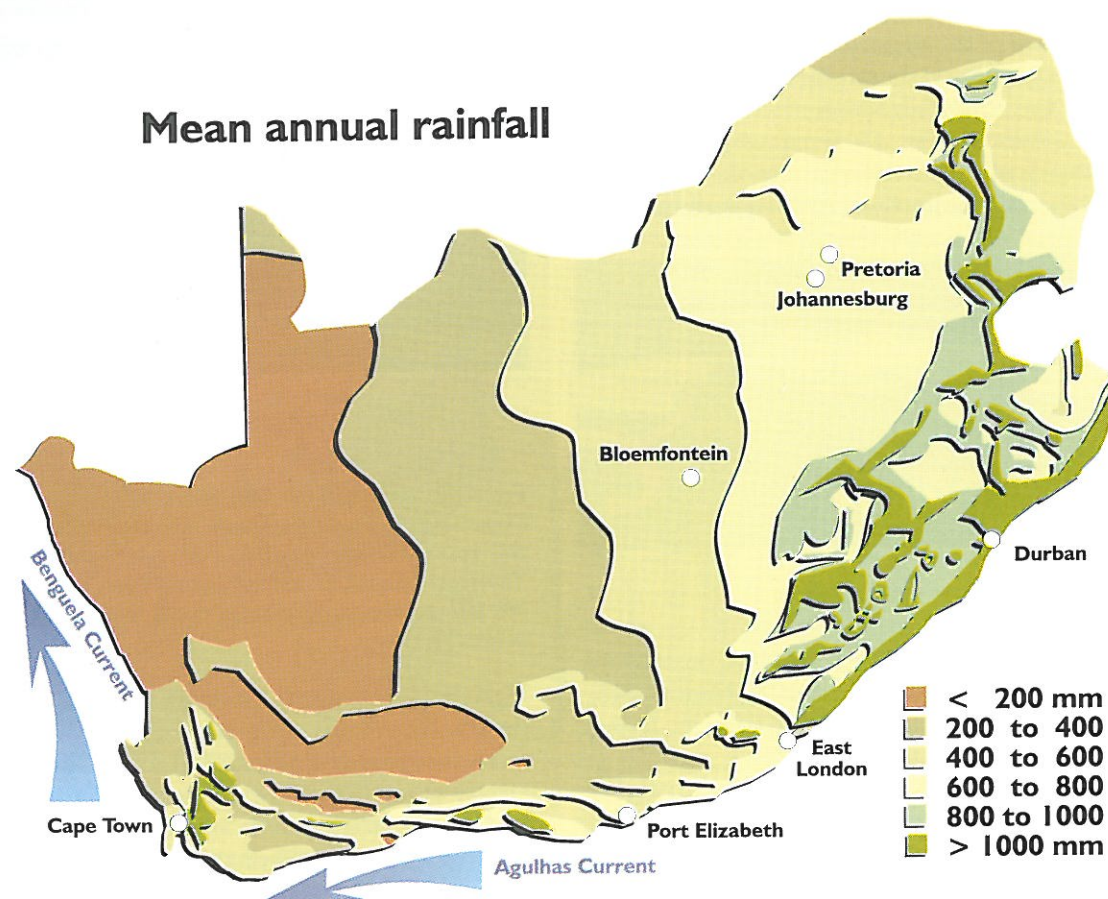 Mean annual rainfall
Pretoria
Johannesburg
Bloemfontein
Durban
Benguela Current
< 200 mm
200 to 400
400 to 600
600 to 800
800 to 1000
> 1000 mm
East
London
Cape Town
Port Elizabeth
Agulhas Current